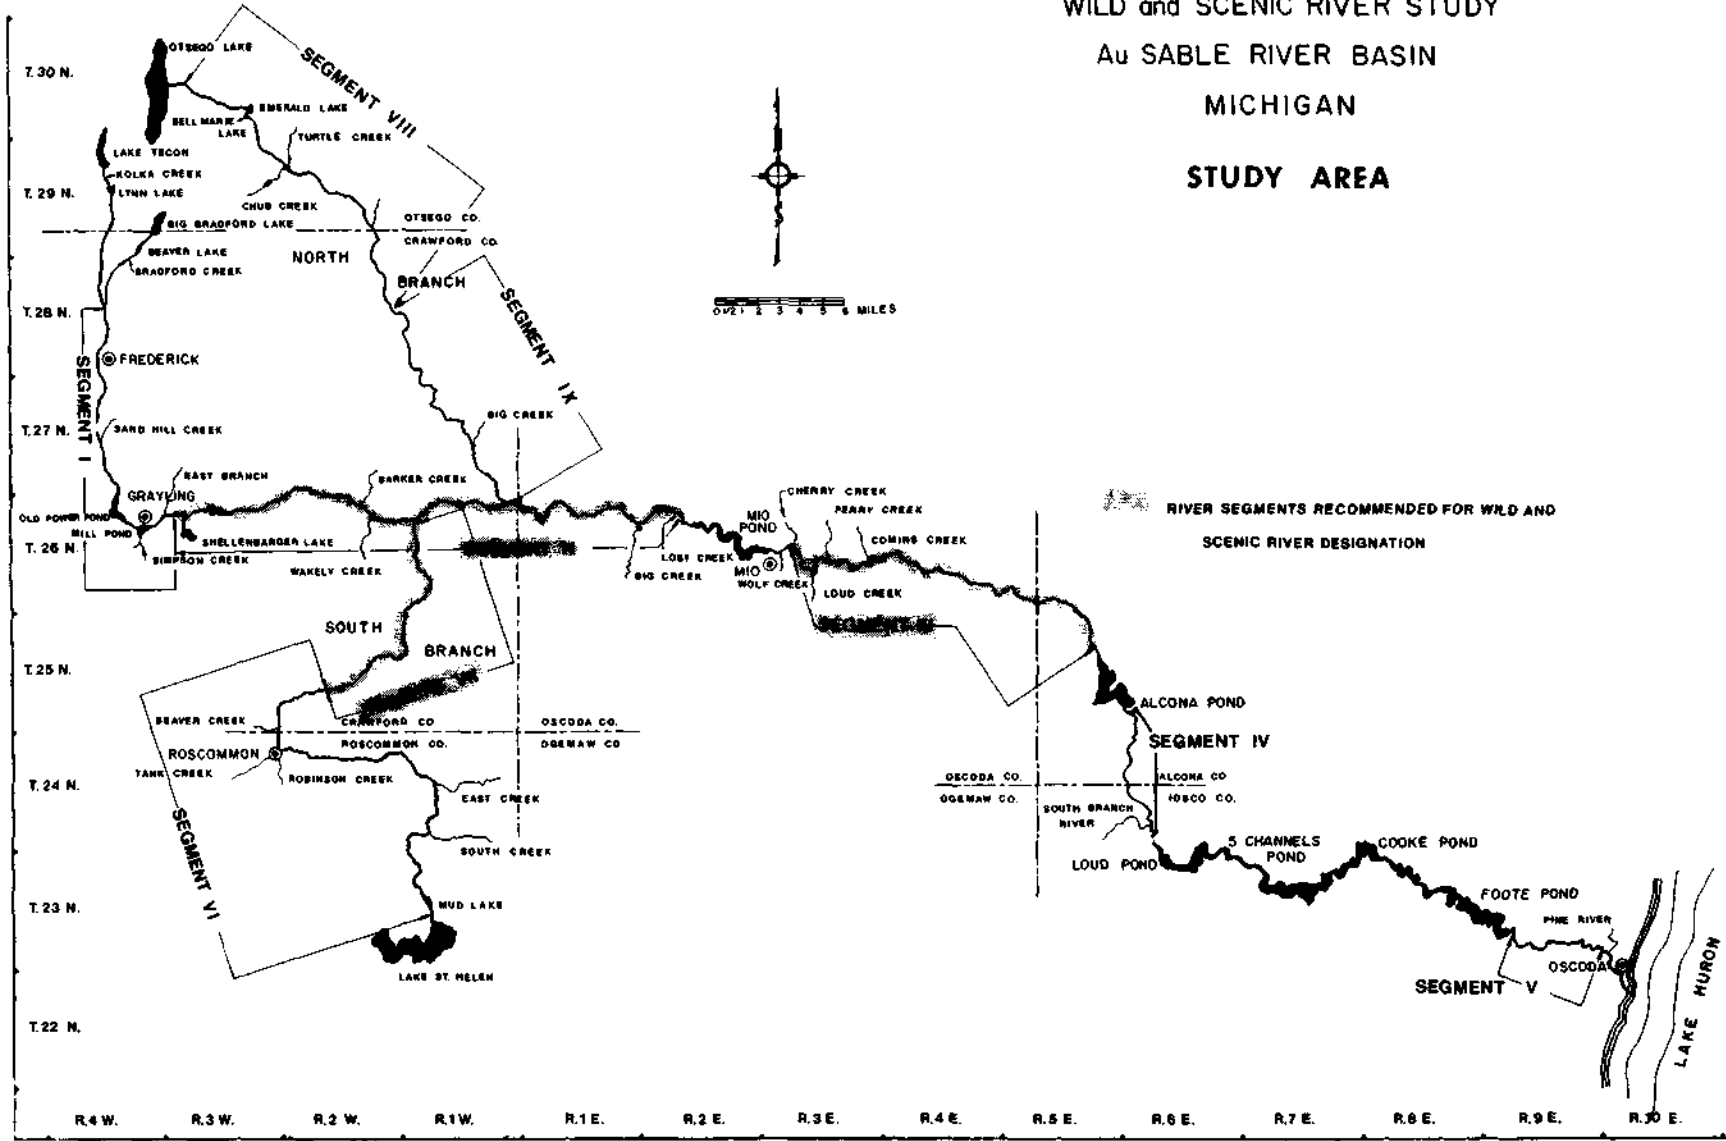 WILD and SCENIC RIVER STUDY
Au SABLE RIVER BASIN
MICHIGAN
STUDY AREA
T.30 N.
OTSEGO LAKE
SEGMENT VIII
EMERALD LAKE
BELL MARIE
LAKE
TURTLE CREEK
LAKE TECON
KOLKA CREEK
T.29 N.
LYNN LAKE
CHUB CREEK
OTSEGO CO.
BIG BRADFORD LAKE
CRAWFORD CO.
BEAVER LAKE
NORTH
BRADFORD CREEK
BRANCH
SEGMENT IX
T.28 N.
0 1/2 1 2 3 4 5 6 MILES
FREDERICK
SEGMENT I
BIG CREEK
T.27 N.
SAND HILL CREEK
EAST BRANCH
BARKER CREEK
CHERRY CREEK
GRAYLING
PERRY CREEK
RIVER SEGMENTS RECOMMENDED FOR WILD AND
SCENIC RIVER DESIGNATION
OLD POWER POND
MIO
POND
MILL POND
SHELLENBARGER LAKE
COMINS CREEK
T.26 N.
SIMPSON CREEK
WAKELY CREEK
LOST CREEK
BIG CREEK
MIO
WOLF CREEK
LOUD CREEK
SOUTH
BRANCH
T.25 N.
ALCONA POND
BEAVER CREEK
CRAWFORD CO
OSCODA CO.
ROSCOMMON CO.
OGEMAW CO
SEGMENT IV
ROSCOMMON
TANK CREEK
ROBINSON CREEK
T.24 N.
EAST CREEK
OSCODA CO.
ALCONA CO
OGEMAW CO.
IOSCO CO.
SOUTH BRANCH
RIVER
SEGMENT VI
SOUTH CREEK
5 CHANNELS
POND
COOKE POND
LOUD POND
T.23 N.
MUD LAKE
FOOTE POND
PINE RIVER
LAKE ST. HELEN
OSCODA
SEGMENT V
LAKE HURON
T.22 N.
R.4 W. R.3 W. R.2 W. R.1 W. R.1 E. R.2 E. R.3 E. R.4 E. R.5 E. R.6 E. R.7 E. R.8 E. R.9 E. R.10 E.